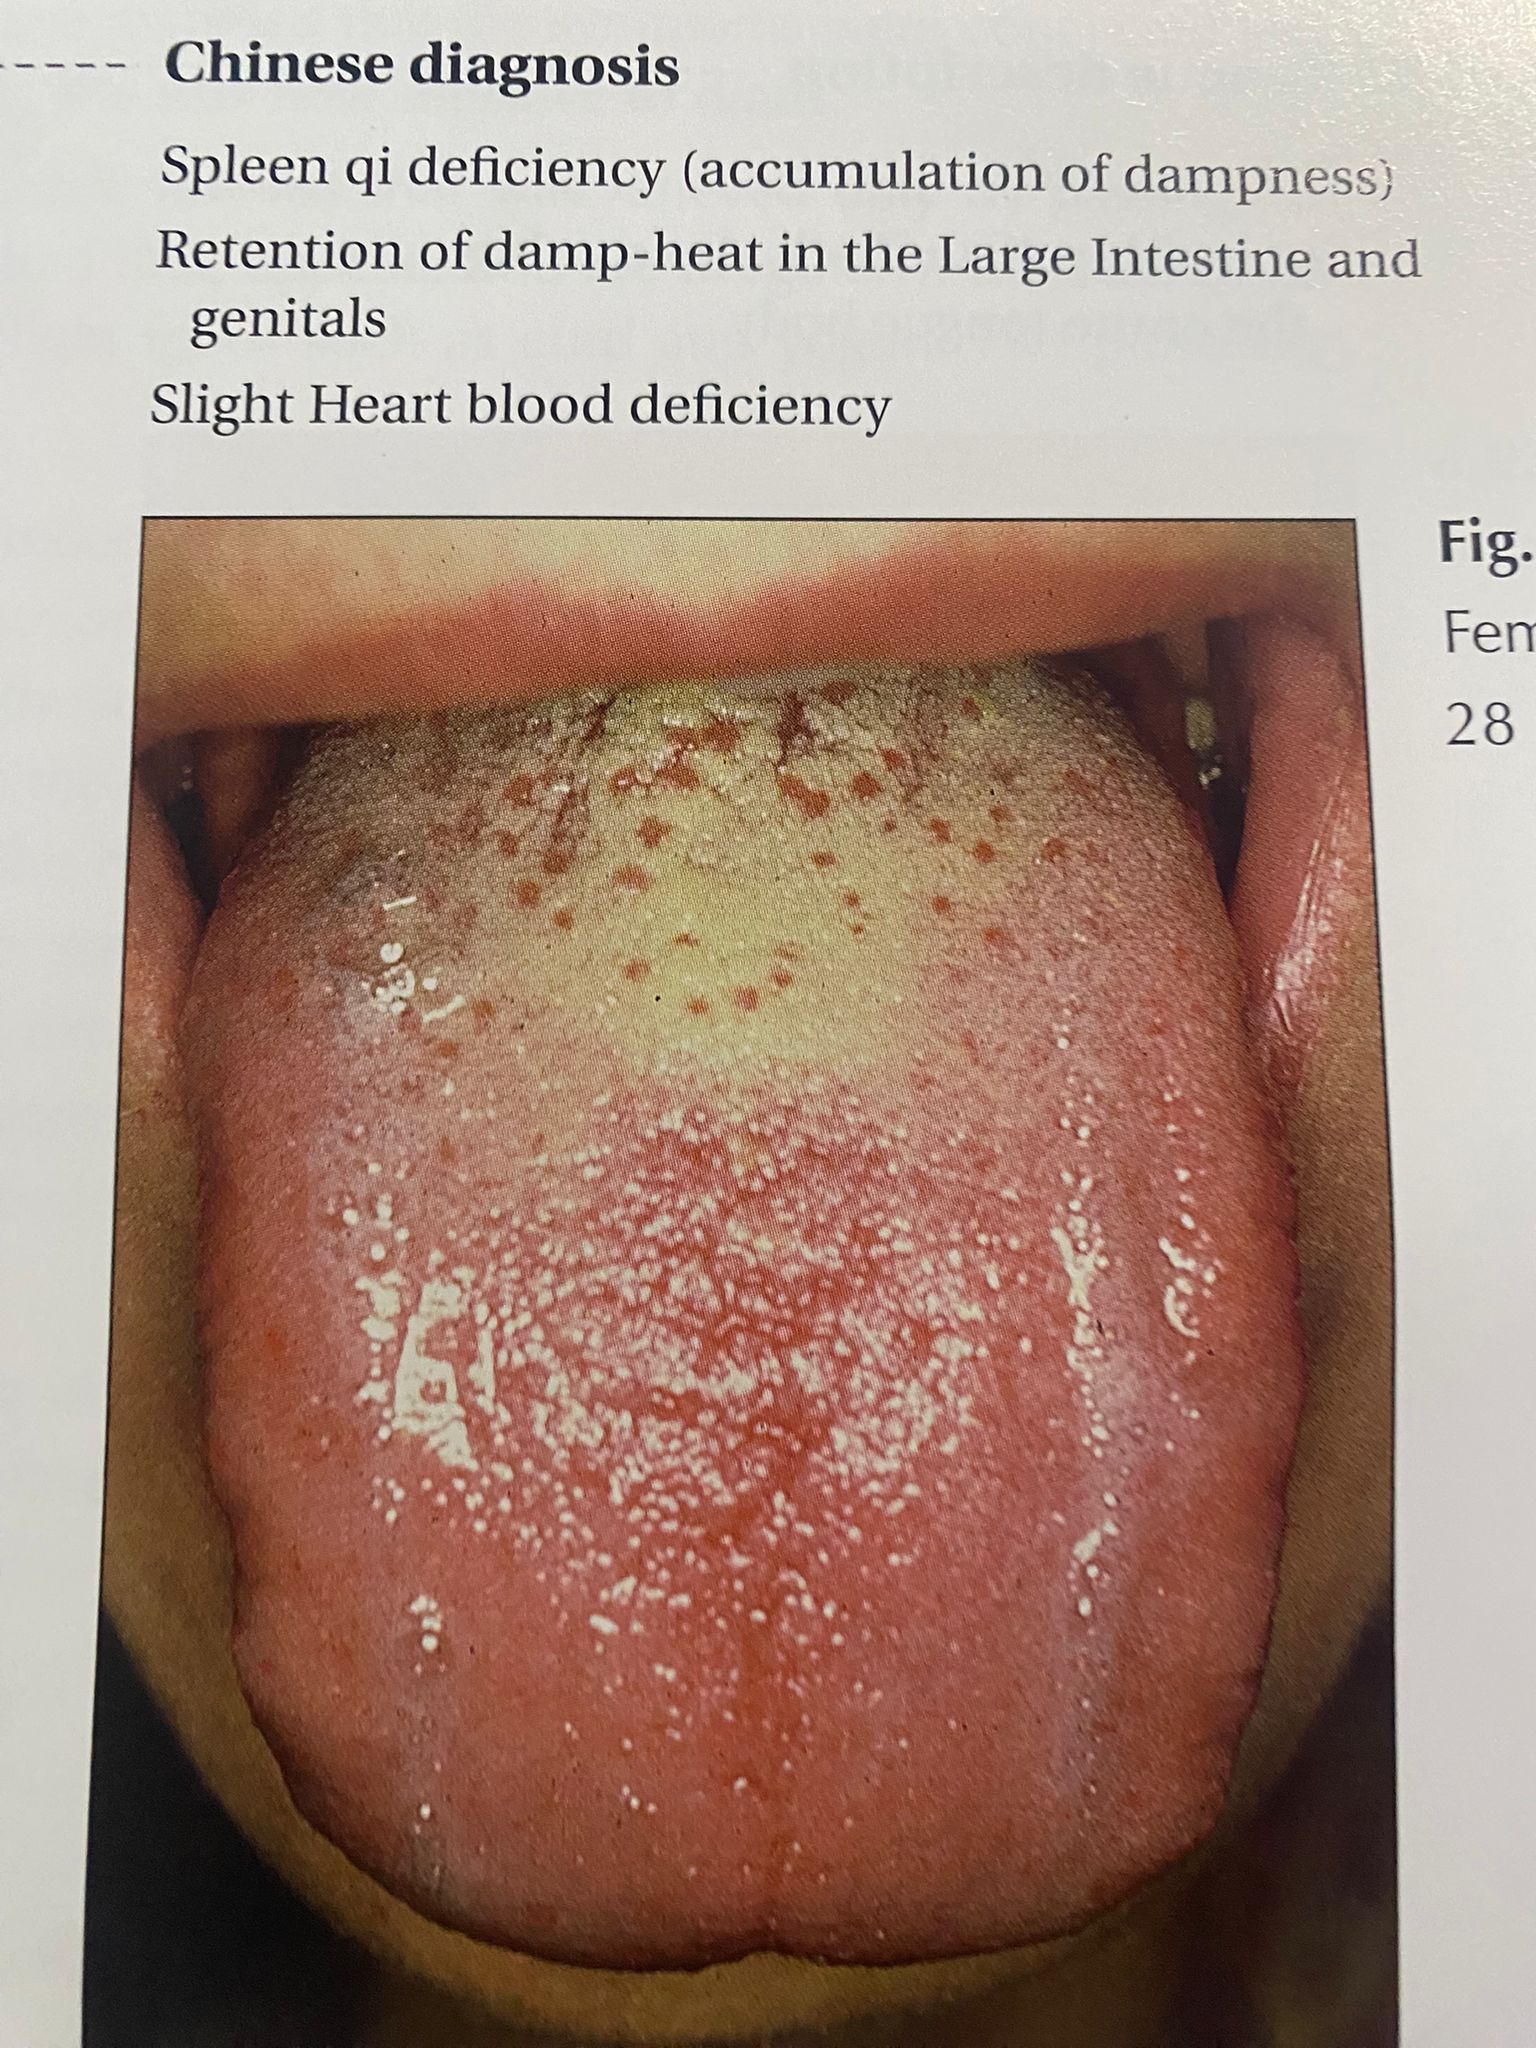 Chinese diagnosis
Spleen qi deficiency (accumulation of dampness)
Retention of damp-heat in the Large Intestine and
genitals
Slight Heart blood deficiency
Fig.
28